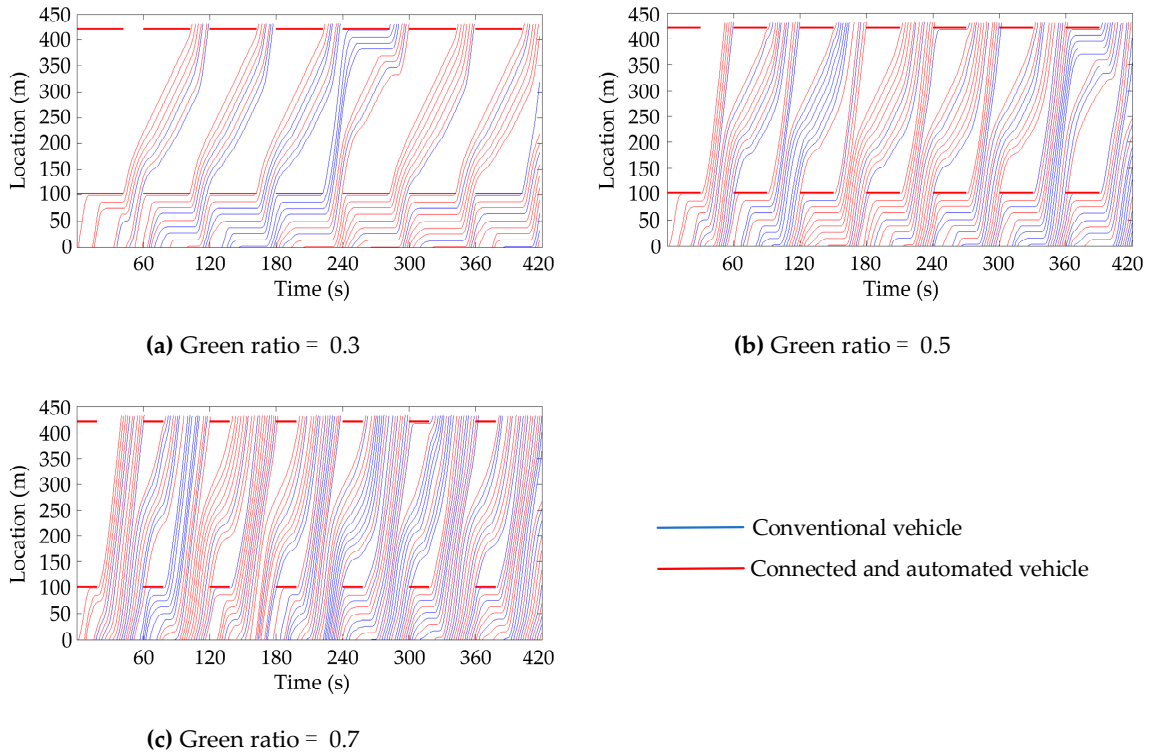 450
400
350
300
250
200
150
100
50
0
Location (m)
60 120 180 240 300 360 420
Time (s)
(a) Green ratio = 0.3
450
400
350
300
250
200
150
100
50
0
Location (m)
60 120 180 240 300 360 420
Time (s)
(b) Green ratio = 0.5
450
400
350
300
250
200
150
100
50
0
Location (m)
60 120 180 240 300 360 420
Time (s)
(c) Green ratio = 0.7
Conventional vehicle
Connected and automated vehicle